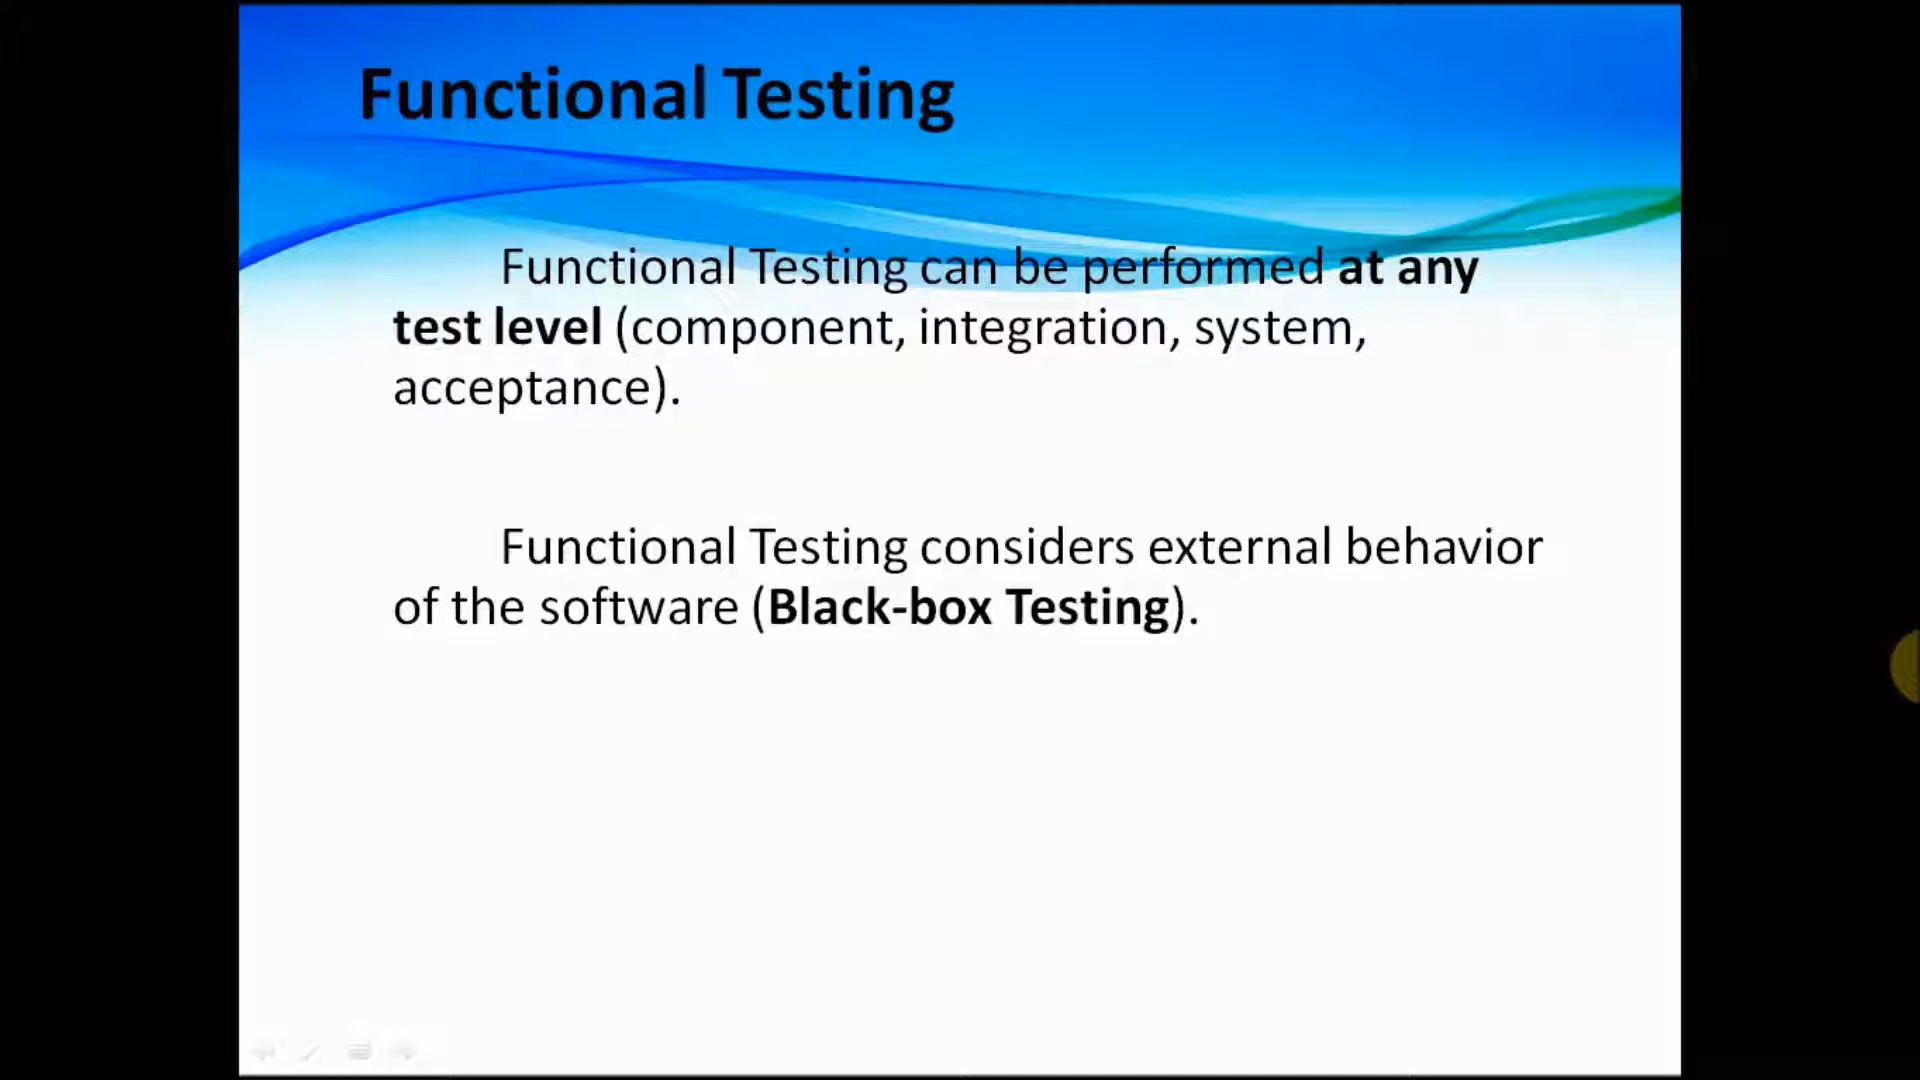 Functional Testing
Functional Testing can be performed at any
test level (component, integration, system,
acceptance).
Functional Testing considers external behavior
of the software (Black-box Testing).